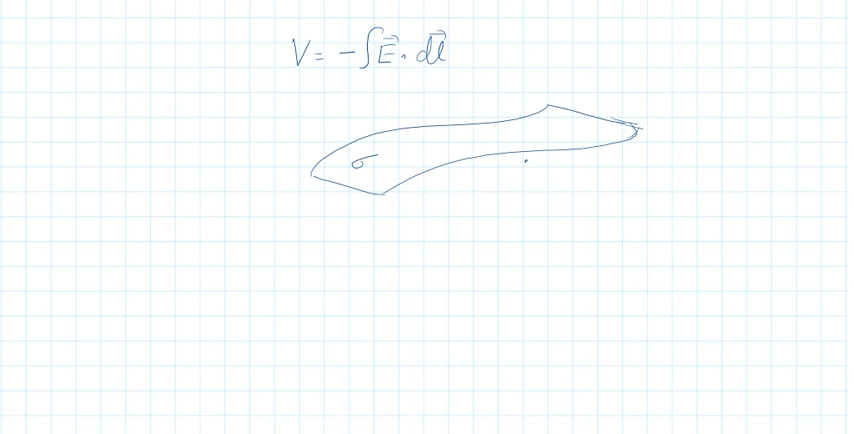 V = -∫E⃗ · dl⃗
σ